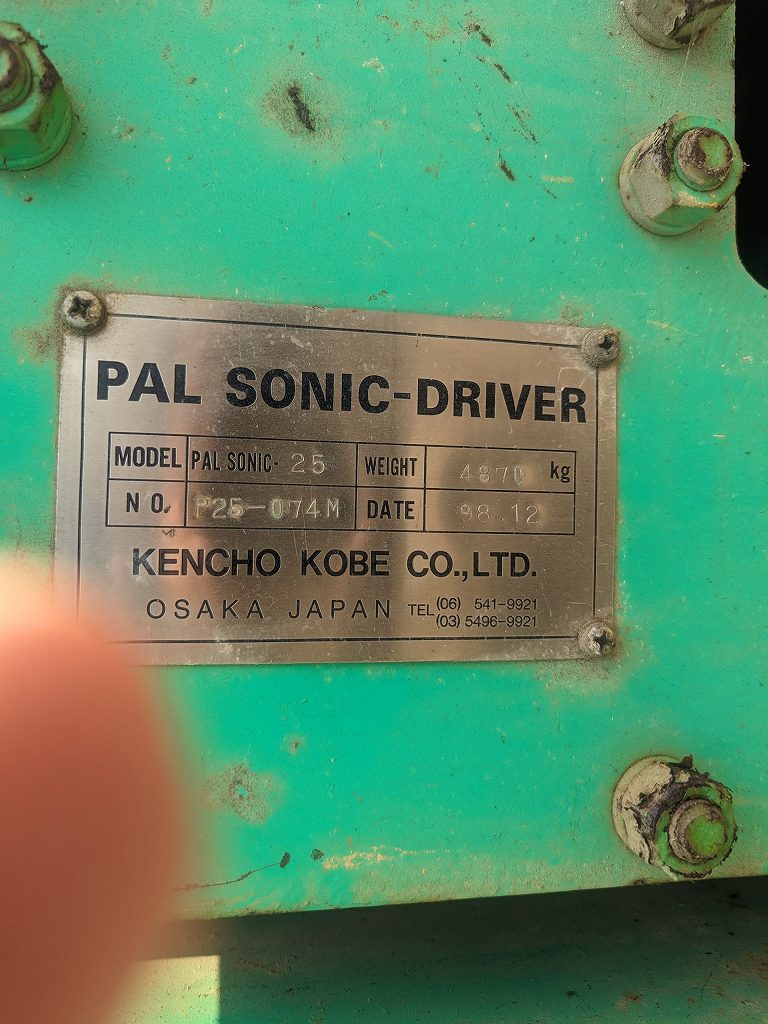 PAL SONIC-DRIVER
MODEL PAL SONIC- 25 WEIGHT 4870 kg
NO. P25-074M DATE 98.12
KENCHO KOBE CO.,LTD.
OSAKA JAPAN TEL (06) 541-9921
(03) 5496-9921